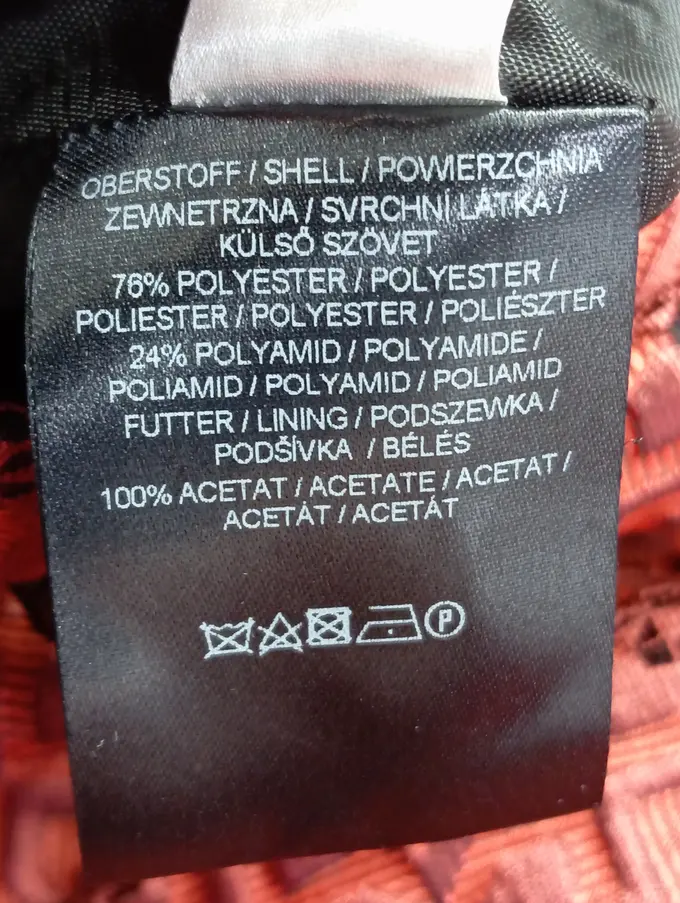 OBERSTOFF / SHELL / POWIERZCHNIA
ZEWNETRZNA / SVRCHNÍ LÁTKA /
KÜLSŐ SZÖVET
76% POLYESTER / POLYESTER /
POLIESTER / POLYESTER / POLIÉSZTER
24% POLYAMID / POLYAMIDE /
POLIAMID / POLYAMID / POLIAMID
FUTTER / LINING / PODSZEWKA /
PODŠÍVKA / BÉLÉS
100% ACETAT / ACETATE / ACETAT /
ACETÁT / ACETÁT
P